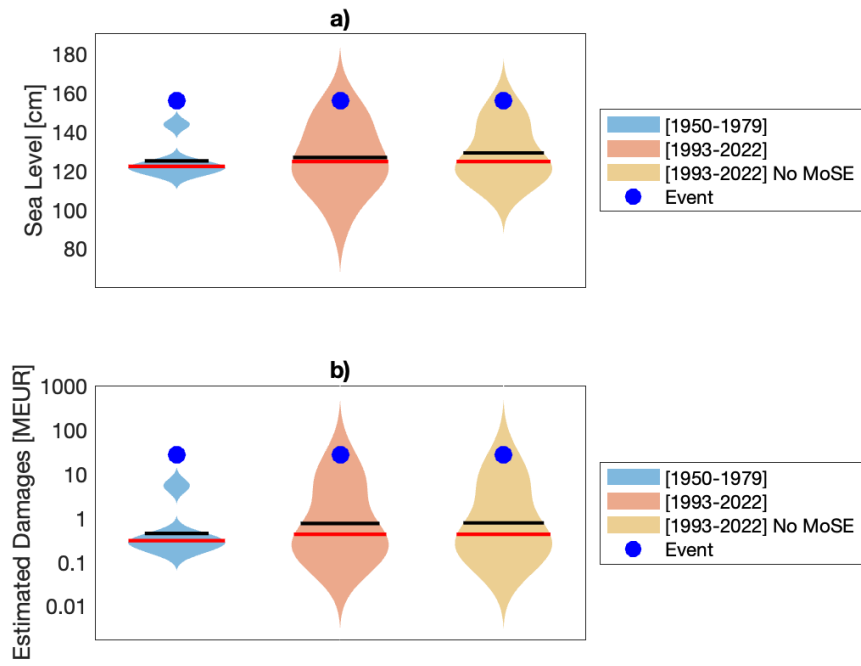 a)
Sea Level [cm]
180
160
140
120
100
80
[1950-1979]
[1993-2022]
[1993-2022] No MoSE
Event
b)
Estimated Damages [MEUR]
1000
100
10
1
0.1
0.01
[1950-1979]
[1993-2022]
[1993-2022] No MoSE
Event